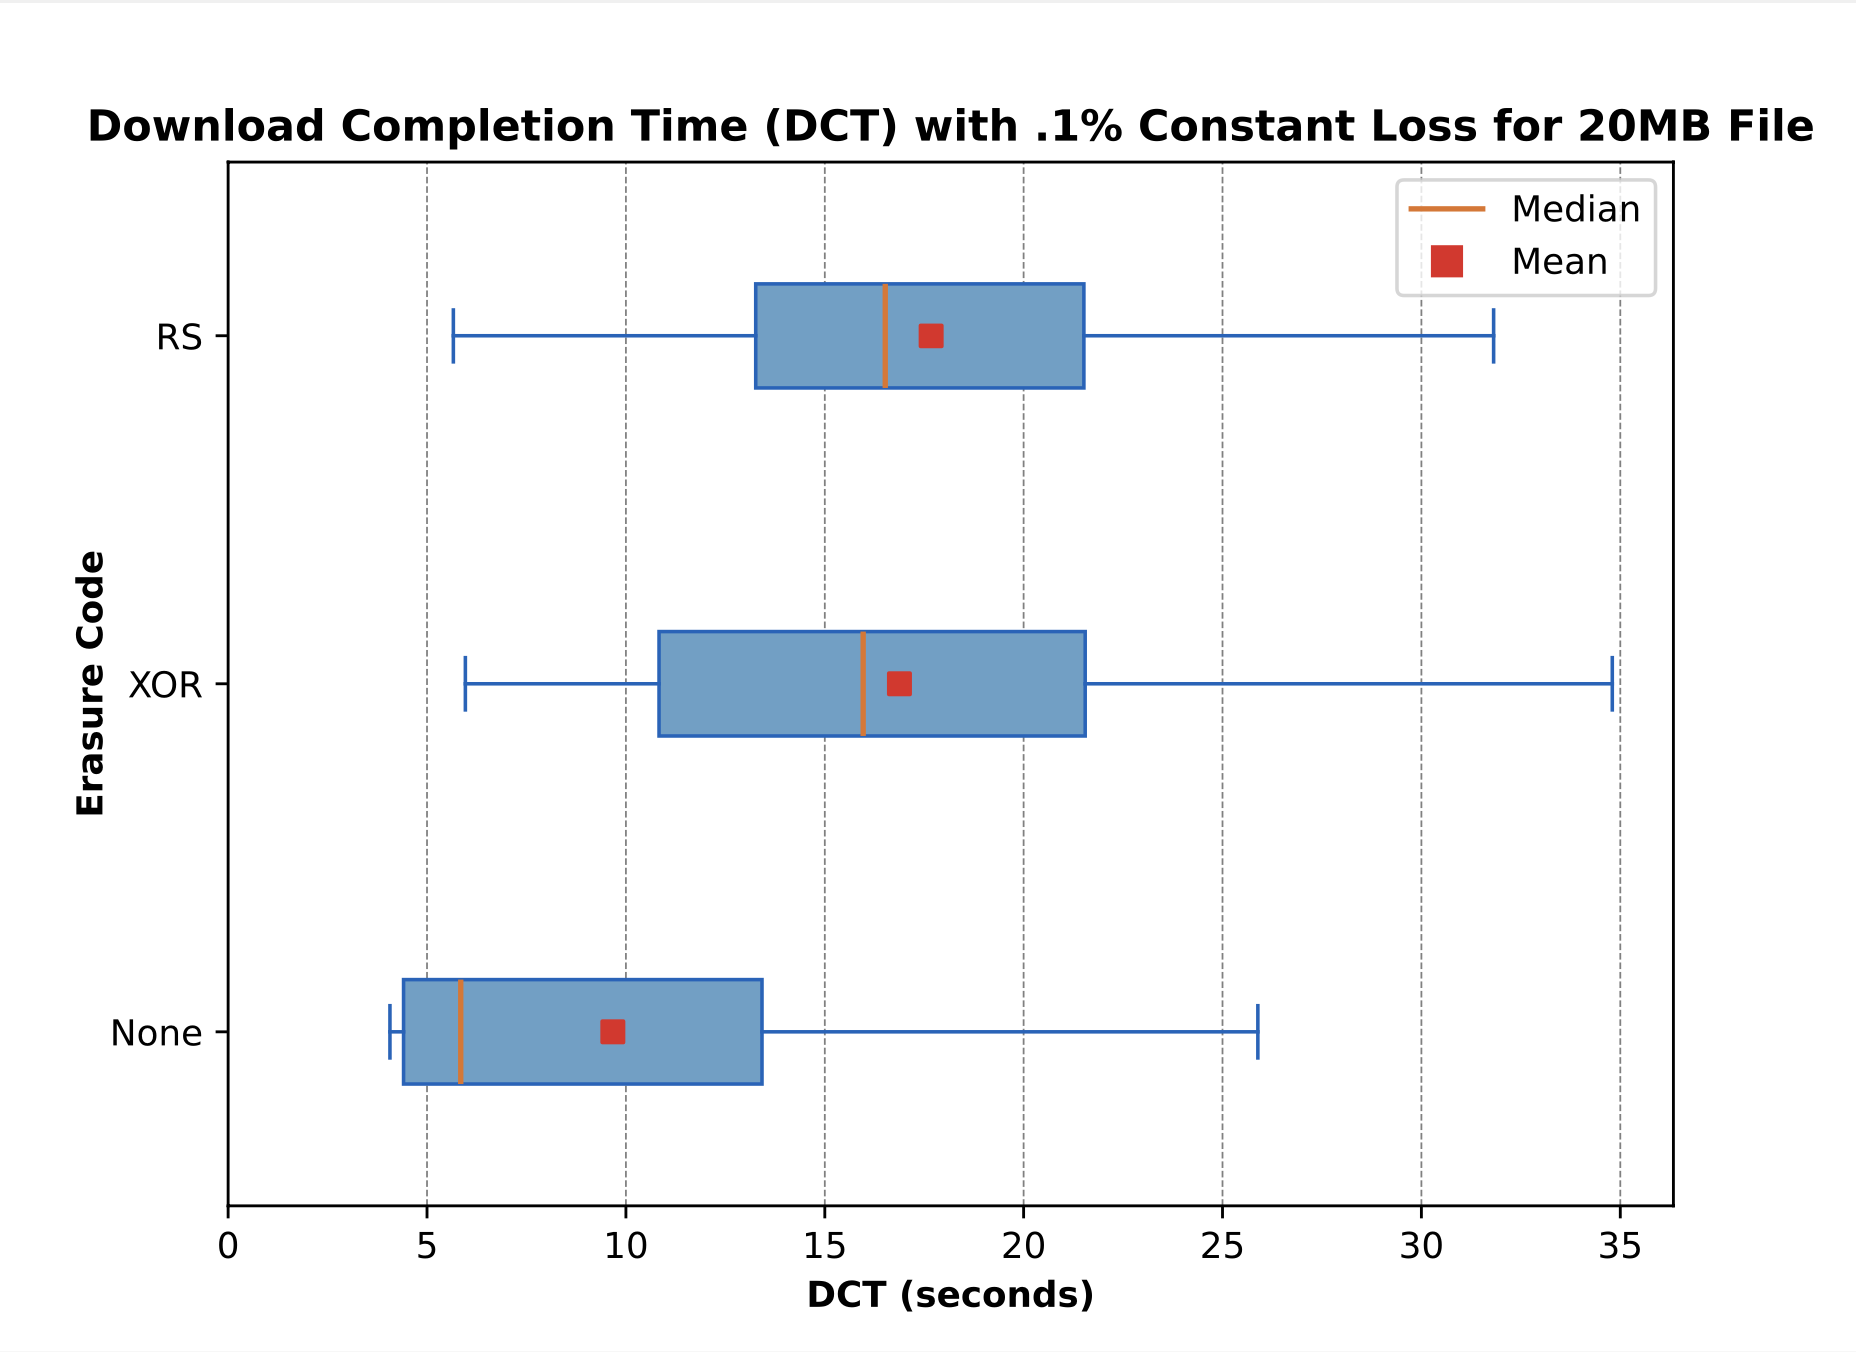 Download Completion Time (DCT) with .1% Constant Loss for 20MB File
Median
Mean
RS
XOR
None
Erasure Code
0 5 10 15 20 25 30 35
DCT (seconds)